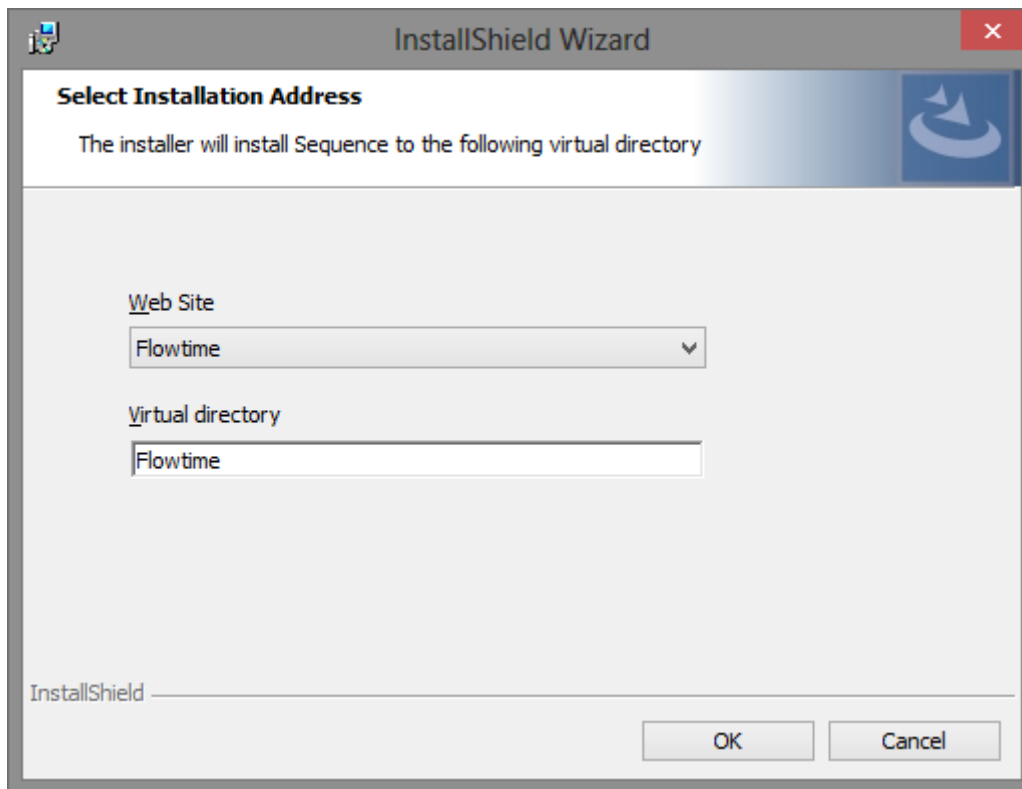 InstallShield Wizard
Select Installation Address
The installer will install Sequence to the following virtual directory
Web Site
Flowtime
Virtual directory
Flowtime
InstallShield
OK Cancel